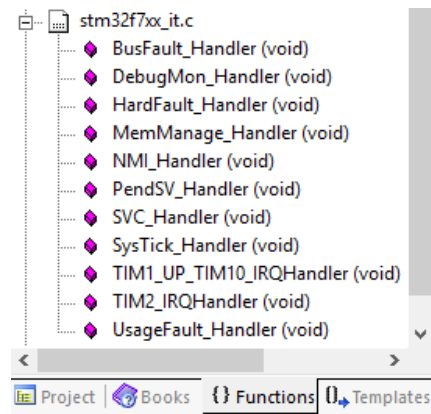 stm32f7xx_it.c
BusFault_Handler (void)
DebugMon_Handler (void)
HardFault_Handler (void)
MemManage_Handler (void)
NMI_Handler (void)
PendSV_Handler (void)
SVC_Handler (void)
SysTick_Handler (void)
TIM1_UP_TIM10_IRQHandler (void)
TIM2_IRQHandler (void)
UsageFault_Handler (void)
Project Books {} Functions 0 Templates